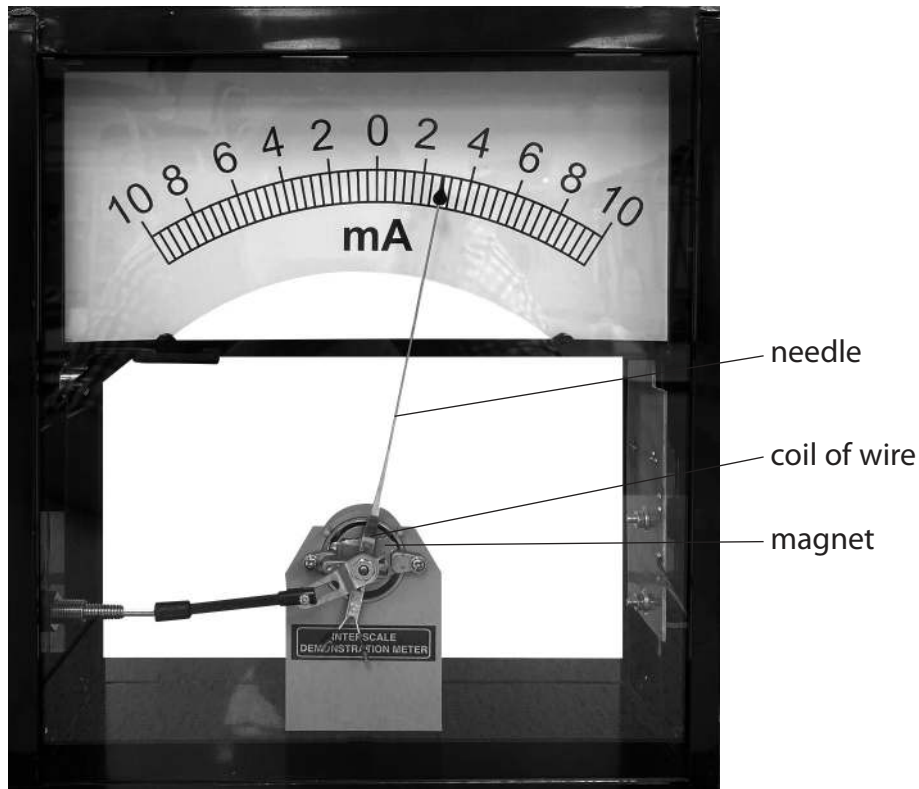 10 8 6 4 2 0 2 4 6 8 10
mA
needle
coil of wire
magnet
INTERSCALE
DEMONSTRATION METER